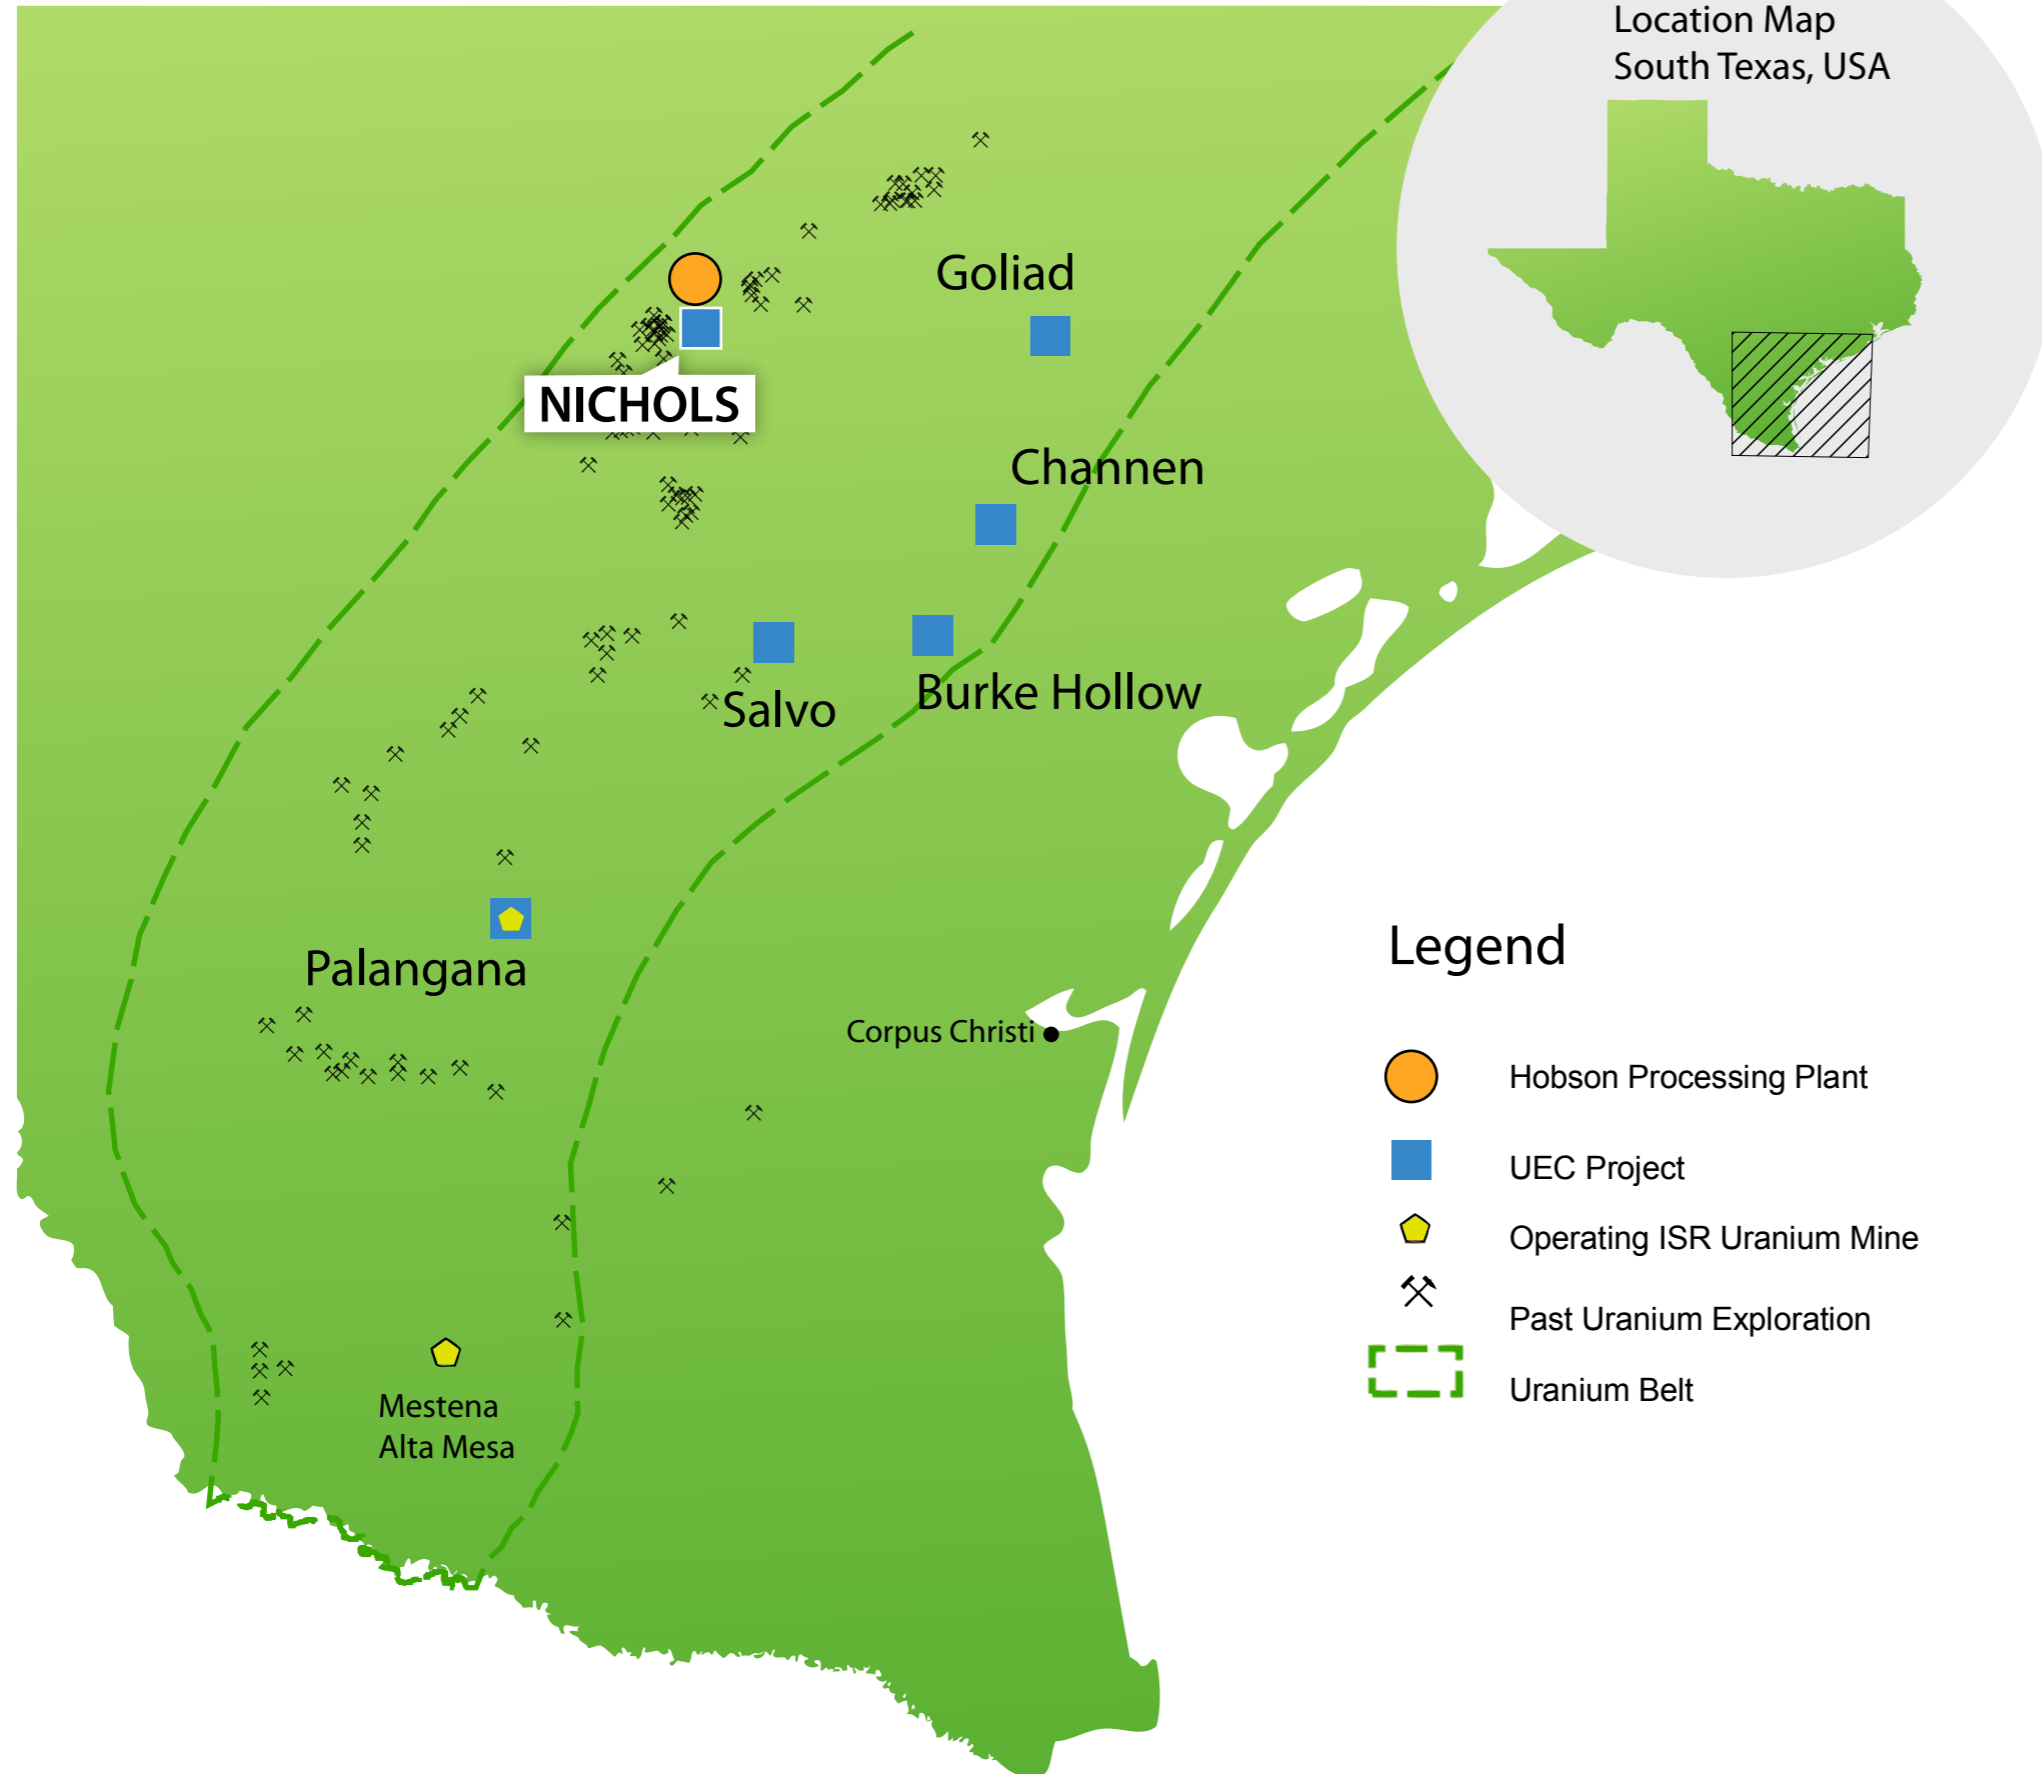 Location Map
South Texas, USA
Goliad
NICHOLS
Channen
Burke Hollow
Salvo
Palangana
Corpus Christi
Mestena
Alta Mesa
Legend
Hobson Processing Plant
UEC Project
Operating ISR Uranium Mine
Past Uranium Exploration
Uranium Belt